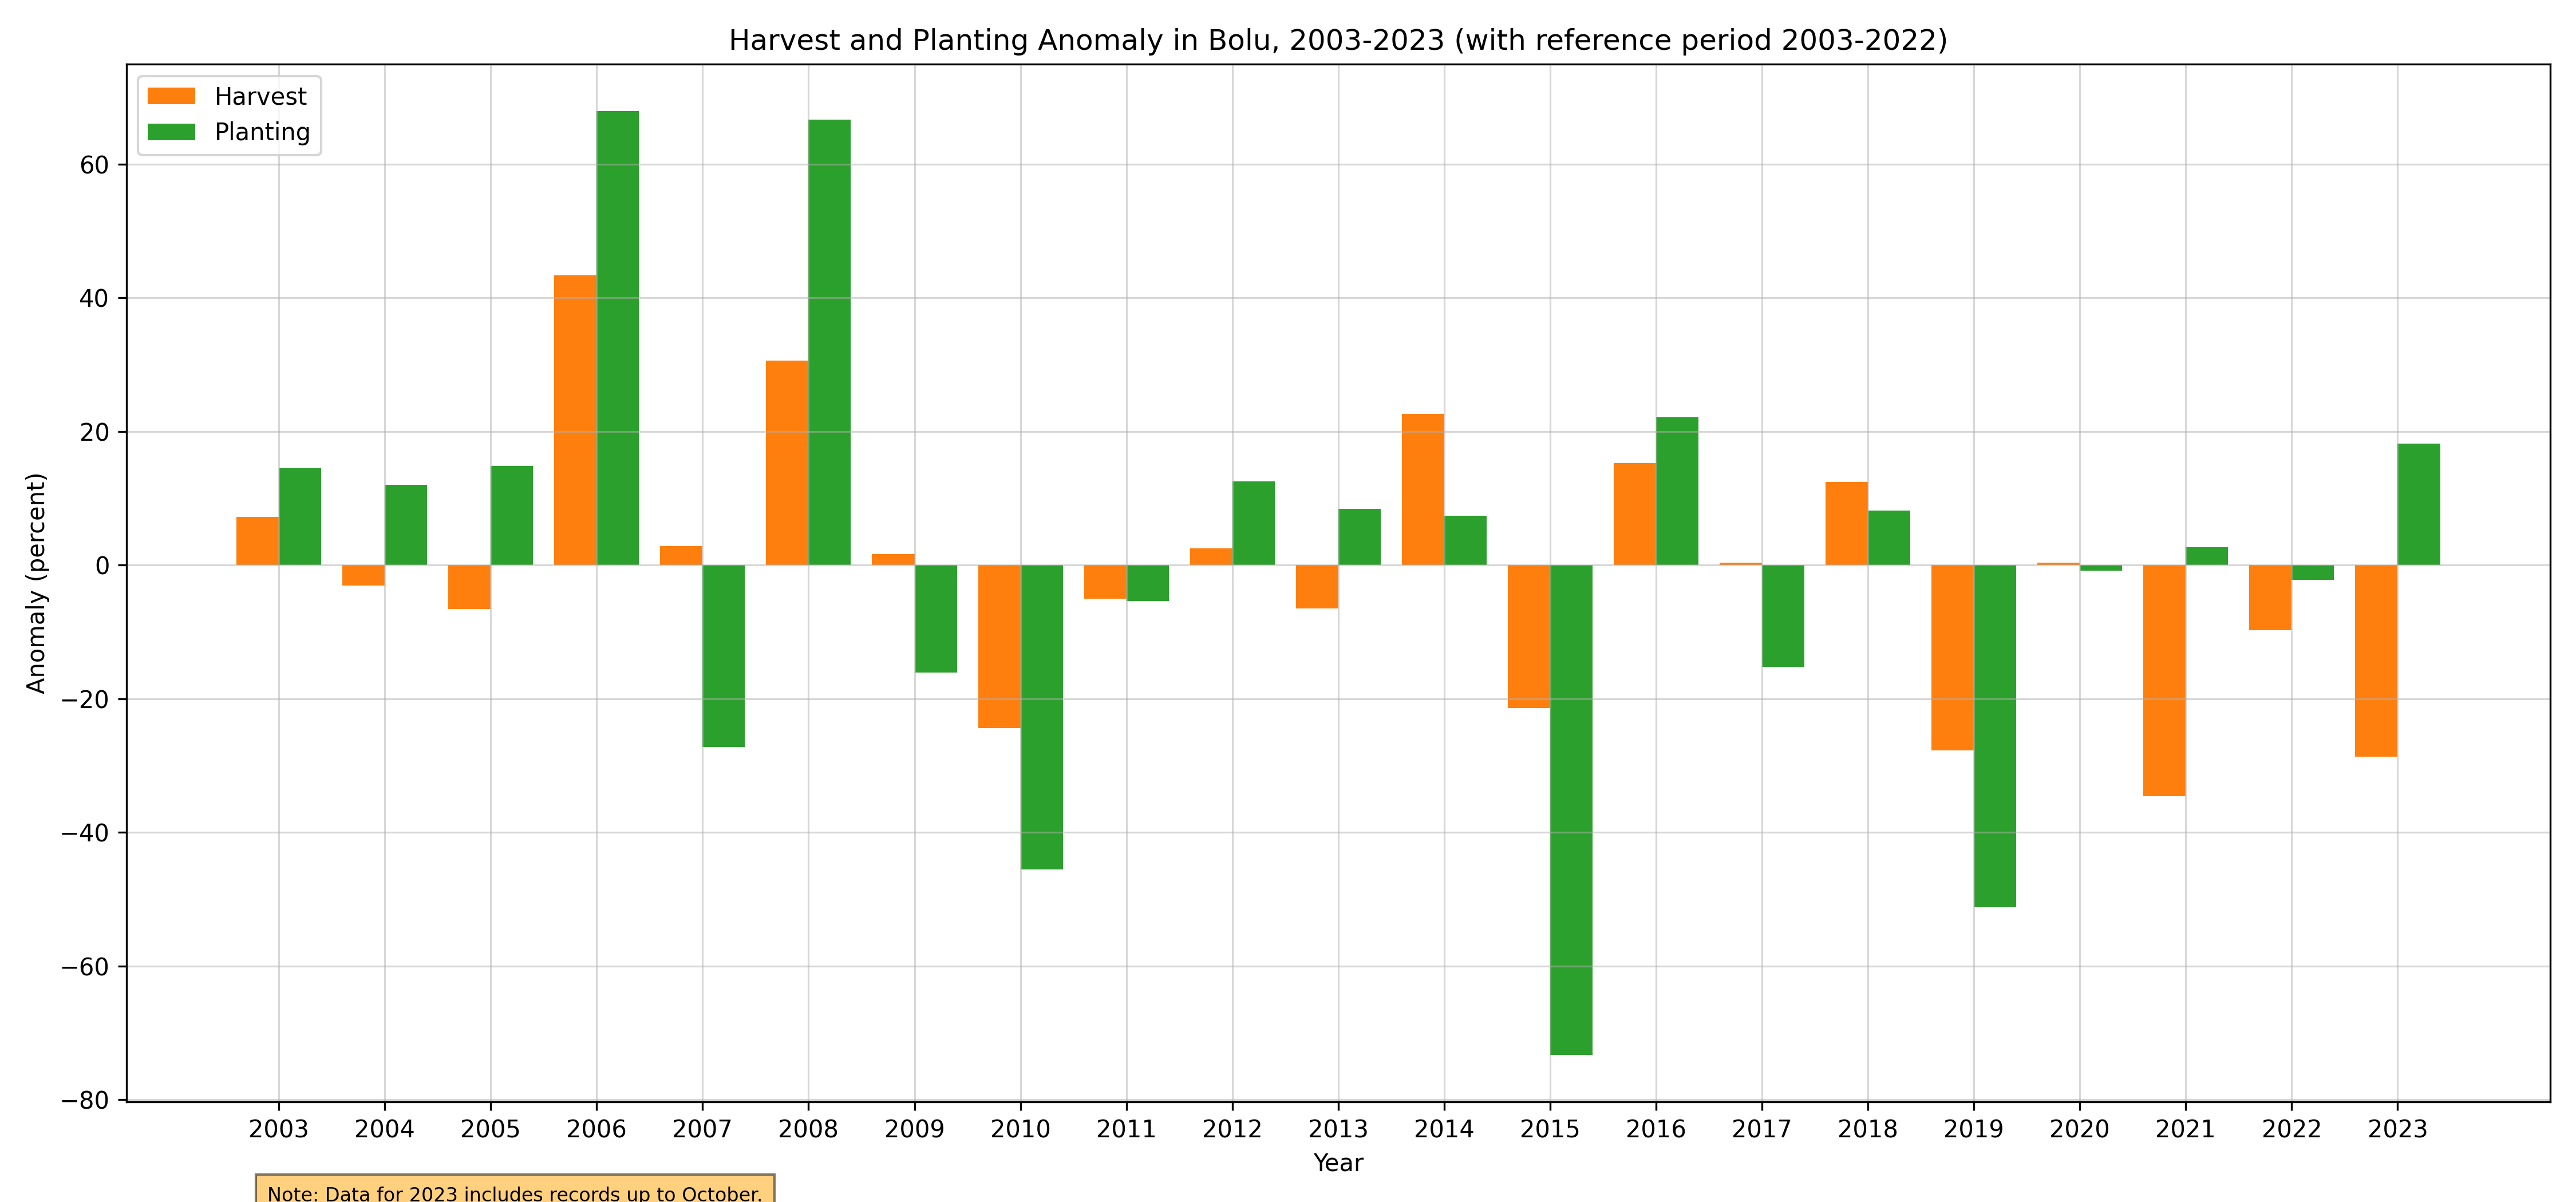 Harvest and Planting Anomaly in Bolu, 2003-2023 (with reference period 2003-2022)
Harvest
Planting
Anomaly (percent)
60
40
20
0
−20
−40
−60
−80
2003 2004 2005 2006 2007 2008 2009 2010 2011 2012 2013 2014 2015 2016 2017 2018 2019 2020 2021 2022 2023
Year
Note: Data for 2023 includes records up to October.